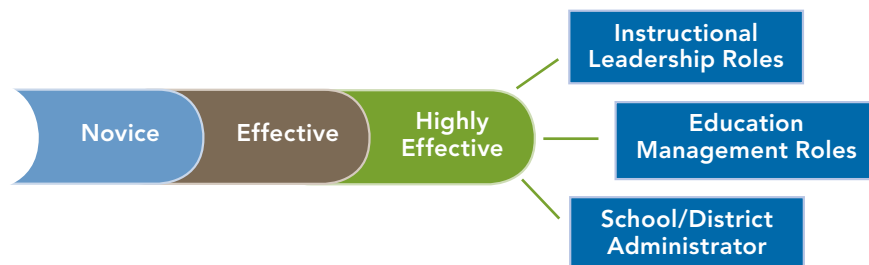 Novice
Effective
Highly
Effective
Instructional
Leadership Roles
Education
Management Roles
School/District
Administrator